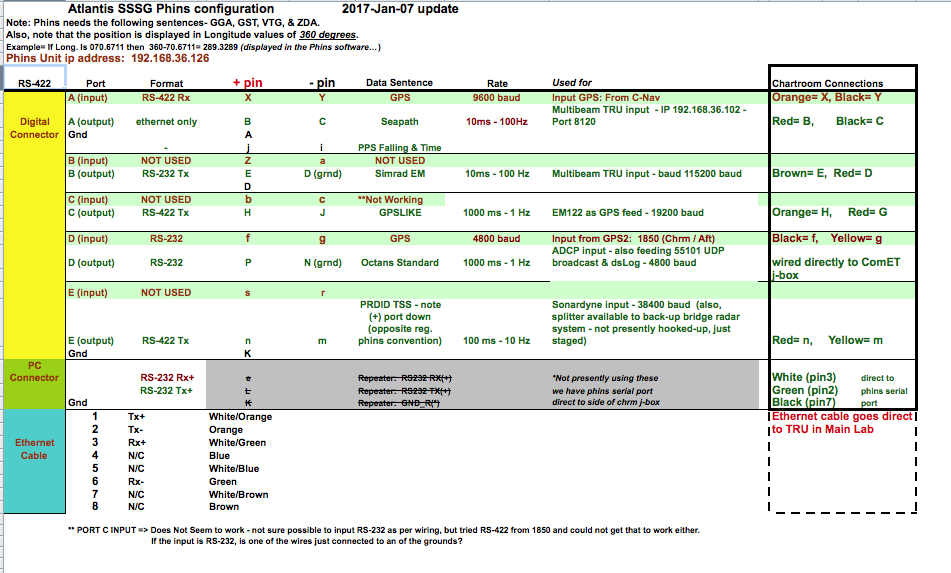 Atlantis SSSG Phins configuration 2017-Jan-07 update
Note: Phins needs the following sentences- GGA, GST, VTG, & ZDA.
Also, note that the position is displayed in Longitude values of 360 degrees.
Example= If Long. Is 070.6711 then 360-70.6711= 289.3289 (displayed in the Phins software...)
Phins Unit ip address: 192.168.36.126
RS-422 Port Format + pin - pin Data Sentence Rate Used for Chartroom Connections
A (input) RS-422 Rx X Y GPS 9600 baud Input GPS: From C-Nav Orange= X, Black= Y
Multibeam TRU input - IP 192.168.36.102 -
Digital A (output) ethernet only B C Seapath 10ms - 100Hz Port 8120 Red= B, Black= C
Connector Gnd A
- j i PPS Falling & Time
B (input) NOT USED Z a NOT USED
B (output) RS-232 Tx E D (grnd) Simrad EM 10ms - 100 Hz Multibeam TRU input - baud 115200 baud Brown= E, Red= D
D
C (input) NOT USED b c **Not Working
C (output) RS-422 Tx H J GPSLIKE 1000 ms - 1 Hz EM122 as GPS feed - 19200 baud Orange= H, Red= G
D (input) RS-232 f g GPS 4800 baud Input from GPS2: 1850 (Chrm / Aft) Black= f, Yellow= g
ADCP input - also feeding 55101 UDP
D (output) RS-232 P N (grnd) Octans Standard 1000 ms - 1 Hz broadcast & dsLog - 4800 baud wired directly to ComET
j-box
E (input) NOT USED s r
PRDID TSS - note Sonardyne input - 38400 baud (also,
(+) port down splitter available to back-up bridge radar
(opposite reg. system - not presently hooked-up, just
E (output) RS-422 Tx n m phins convention) 100 ms - 10 Hz staged) Red= n, Yellow= m
Gnd K
PC
Connector RS-232 Rx+ e Repeater: RS232 RX(+) *Not presently using these White (pin3) direct to
RS-232 Tx+ L Repeater: RS232 TX(+) we have phins serial port Green (pin2) phins serial
Gnd K Repeater: GND_R(*) direct to side of chrm j-box Black (pin7) port
1 Tx+ White/Orange Ethernet cable goes direct
2 Tx- Orange to TRU in Main Lab
Ethernet 3 Rx+ White/Green
Cable 4 N/C Blue
5 N/C White/Blue
6 Rx- Green
7 N/C White/Brown
8 N/C Brown
** PORT C INPUT => Does Not Seem to work - not sure possible to input RS-232 as per wiring, but tried RS-422 from 1850 and could not get that to work either.
If the input is RS-232, is one of the wires just connected to an of the grounds?